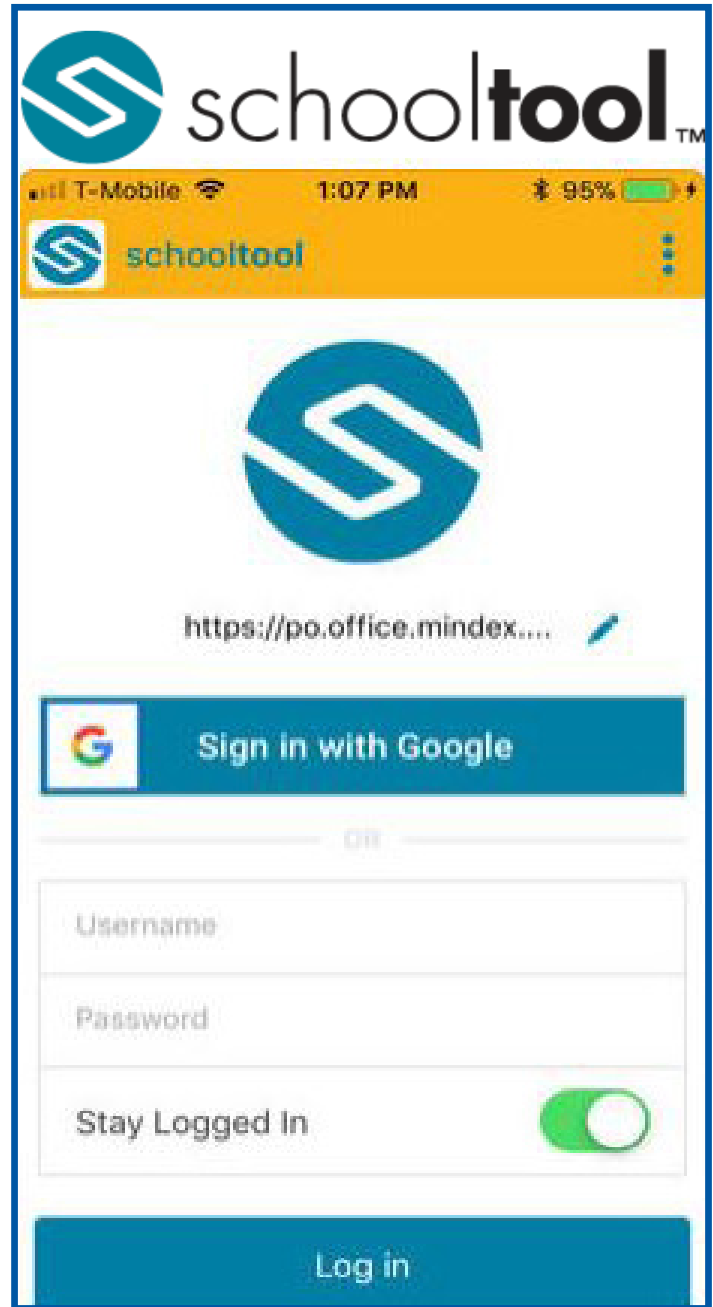 schooltool™
T-Mobile 1:07 PM 95%
schooltool
https://po.office.mindex....
Sign in with Google
OR
Username
Password
Stay Logged In
Log in